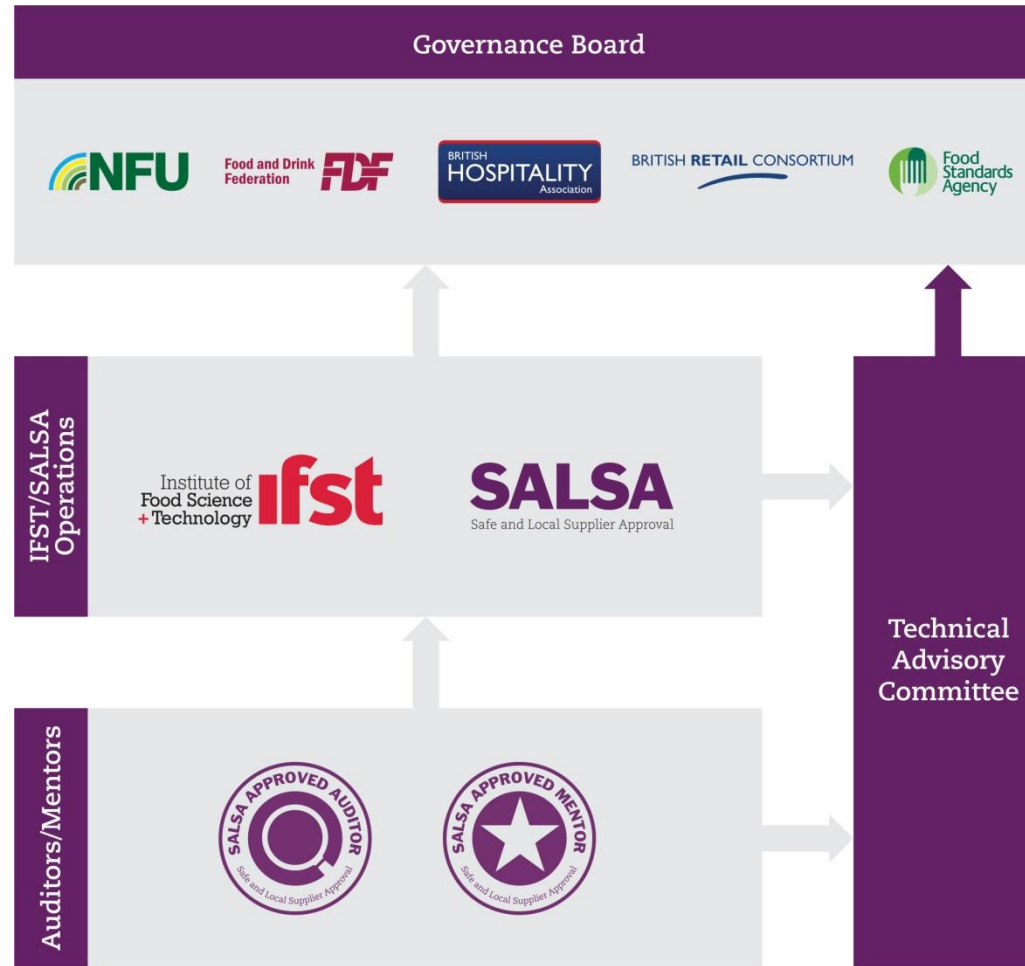 Governance Board
NFU
Food and Drink
Federation
FDF
BRITISH
HOSPITALITY
Association
BRITISH RETAIL CONSORTIUM
Food
Standards
Agency
IFST/SALSA
Operations
Institute of
Food Science
+ Technology
ifst
SALSA
Safe and Local Supplier Approval
Technical
Advisory
Committee
Auditors/Mentors
SALSA APPROVED AUDITOR
Safe and Local Supplier Approval
SALSA APPROVED MENTOR
Safe and Local Supplier Approval